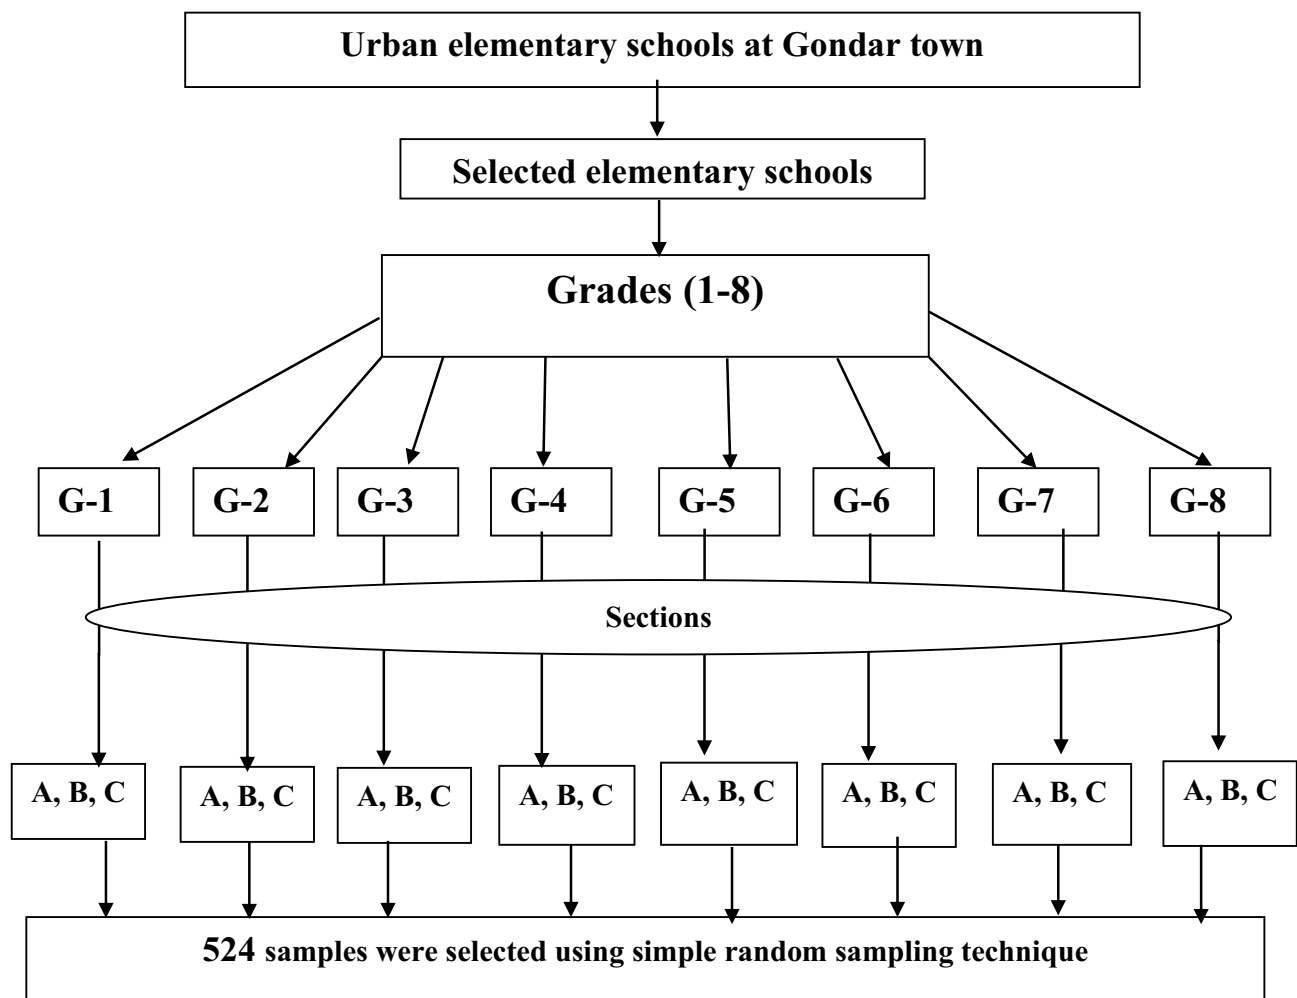 Urban elementary schools at Gondar town
Selected elementary schools
Grades (1-8)
G-1 G-2 G-3 G-4 G-5 G-6 G-7 G-8
Sections
A, B, C A, B, C A, B, C A, B, C A, B, C A, B, C A, B, C A, B, C
524 samples were selected using simple random sampling technique